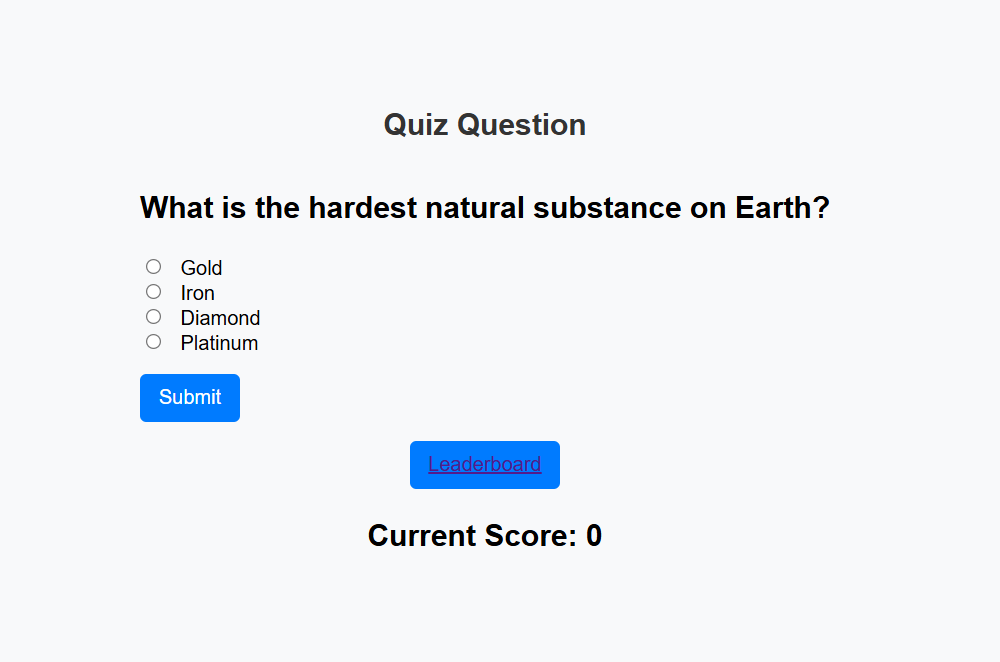 Quiz Question
What is the hardest natural substance on Earth?
Gold
Iron
Diamond
Platinum
Submit
Leaderboard
Current Score: 0